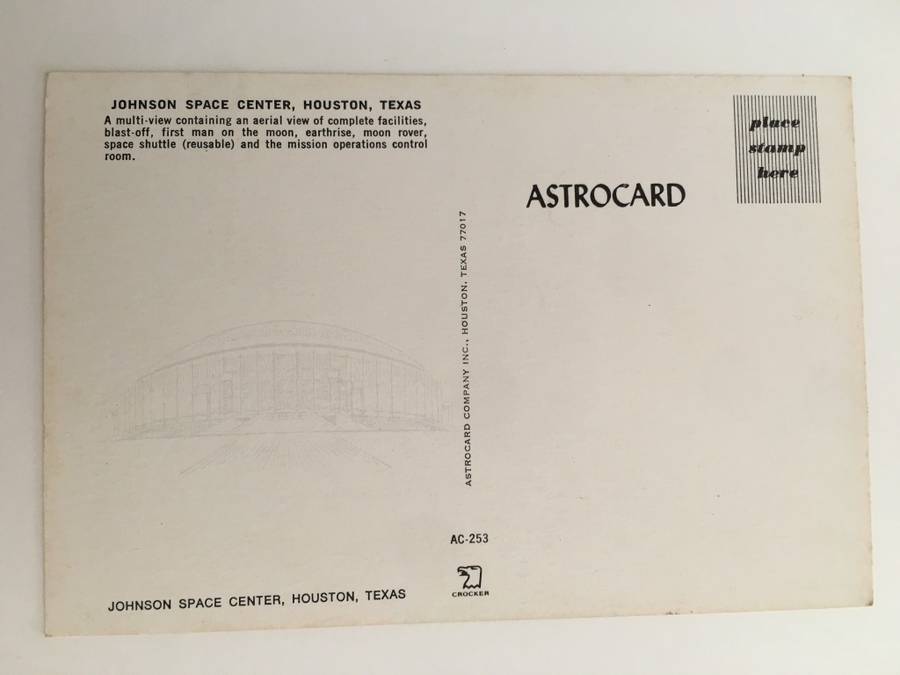 JOHNSON SPACE CENTER, HOUSTON, TEXAS
A multi-view containing an aerial view of complete facilities,
blast-off, first man on the moon, earthrise, moon rover,
space shuttle (reusable) and the mission operations control
room.
place
stamp
here
ASTROCARD
ASTROCARD COMPANY INC., HOUSTON, TEXAS 77017
AC-253
CROCKER
JOHNSON SPACE CENTER, HOUSTON, TEXAS